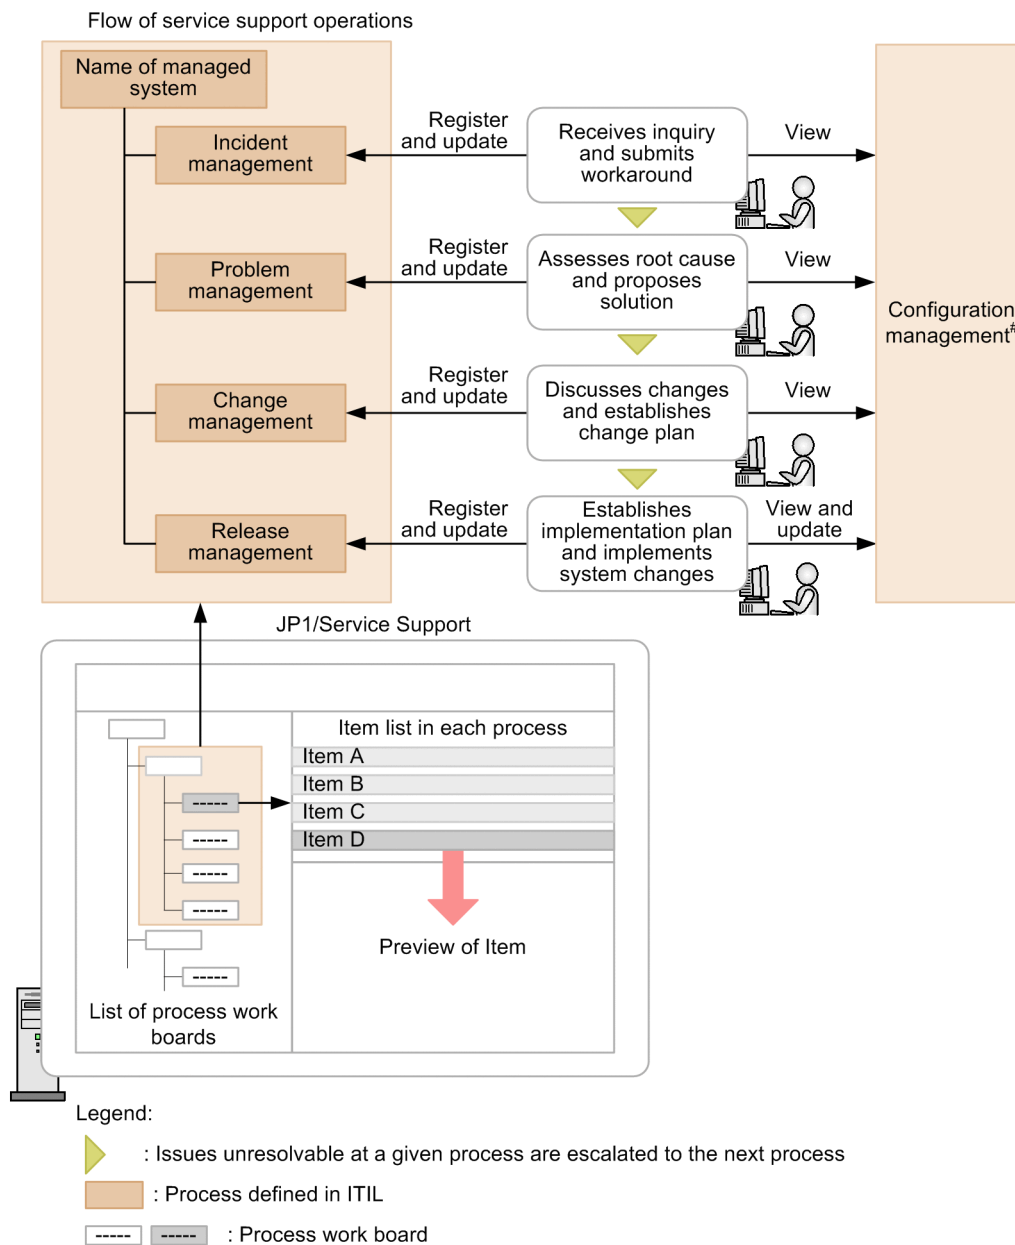 Flow of service support operations
Name of managed
system
Incident
management
Register
and update
Receives inquiry
and submits
workaround
View
Problem
management
Register
and update
Assesses root cause
and proposes
solution
View
Configuration
management#
Change
management
Register
and update
Discusses changes
and establishes
change plan
View
Release
management
Register
and update
Establishes
implementation plan
and implements
system changes
View and
update
JP1/Service Support
Item list in each process
Item A
Item B
Item C
Item D
-----
-----
-----
-----
-----
Preview of Item
List of process work
boards
Legend:
: Issues unresolvable at a given process are escalated to the next process
: Process defined in ITIL
----- ----- : Process work board